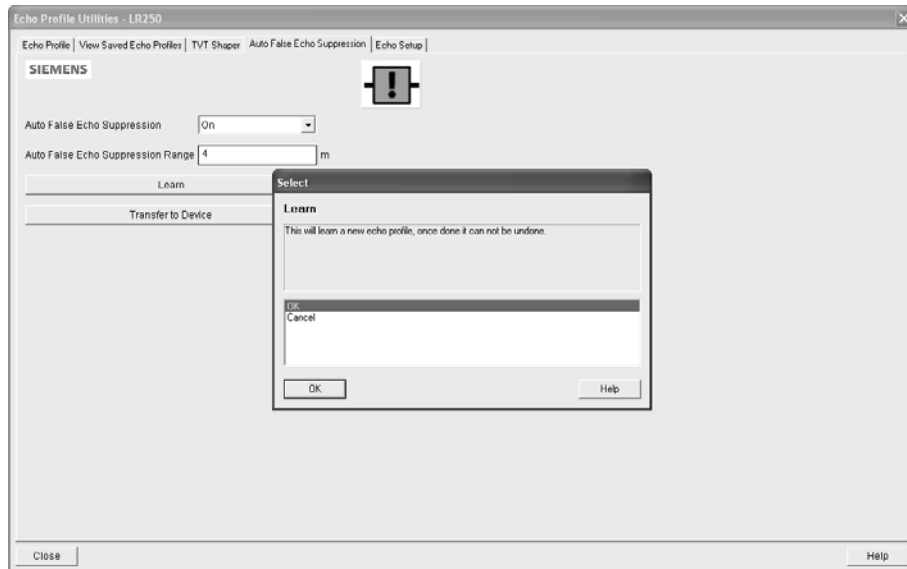 Echo Profile Utilities - LR250
Echo Profile View Saved Echo Profiles TVT Shaper Auto False Echo Suppression Echo Setup
SIEMENS
Auto False Echo Suppression On
Auto False Echo Suppression Range 4 m
Learn
Transfer to Device
Select
Learn
This will learn a new echo profile, once done it can not be undone.
OK
Cancel
OK Help
Close Help